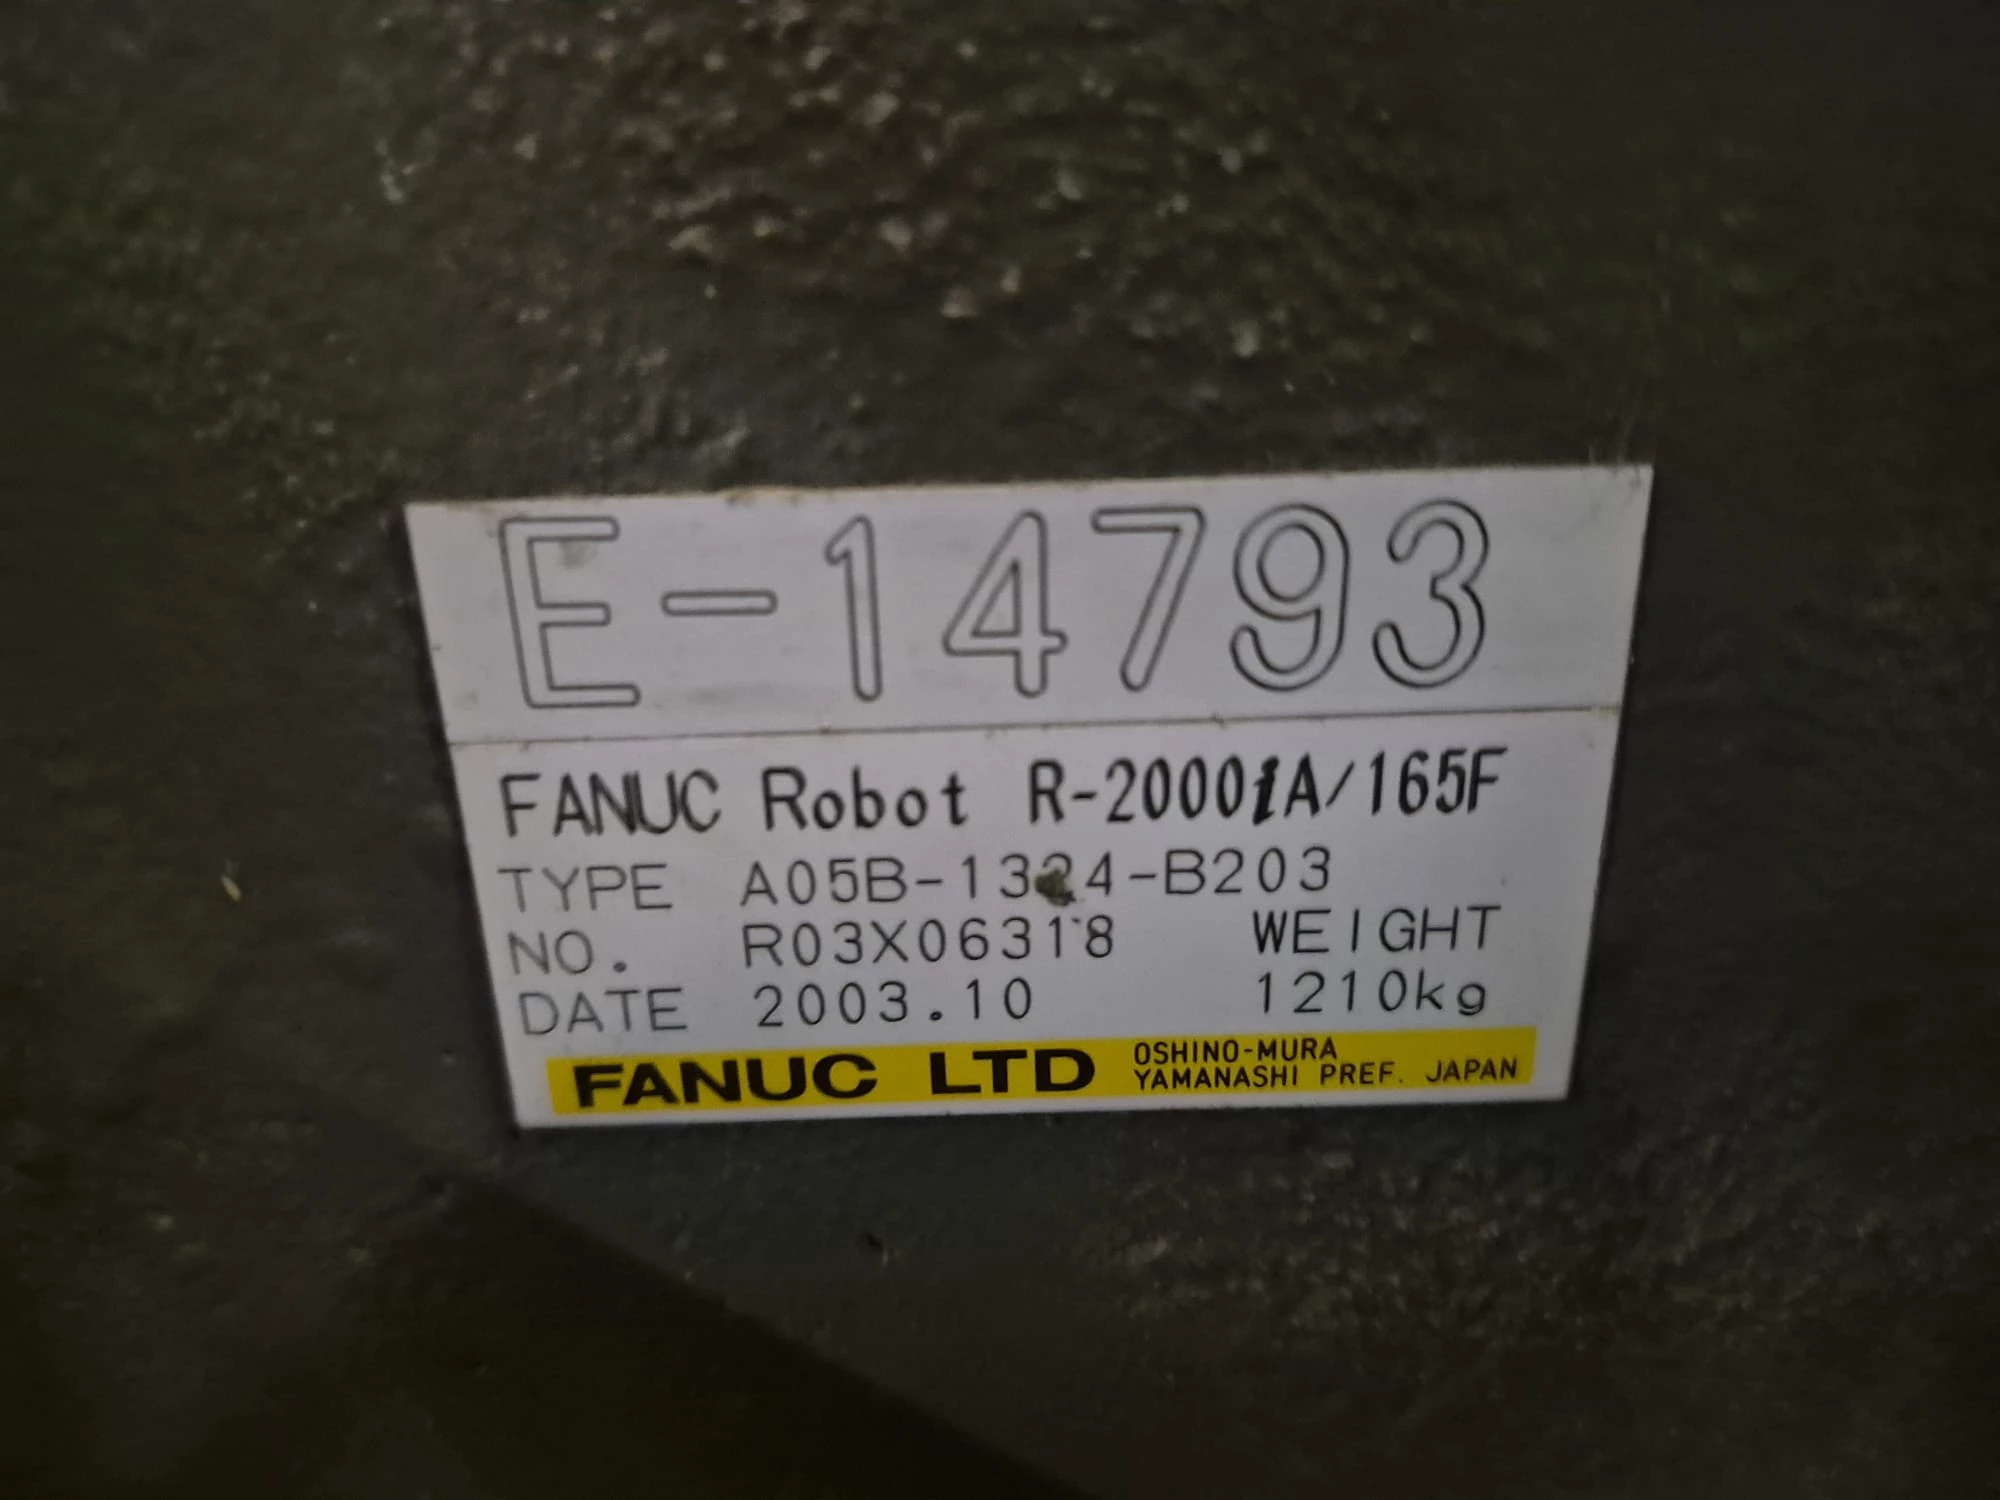 E-14793
FANUC Robot R-2000iA/165F
TYPE A05B-1324-B203
NO. R03X06318 WEIGHT
DATE 2003.10 1210kg
FANUC LTD OSHINO-MURA
YAMANASHI PREF. JAPAN